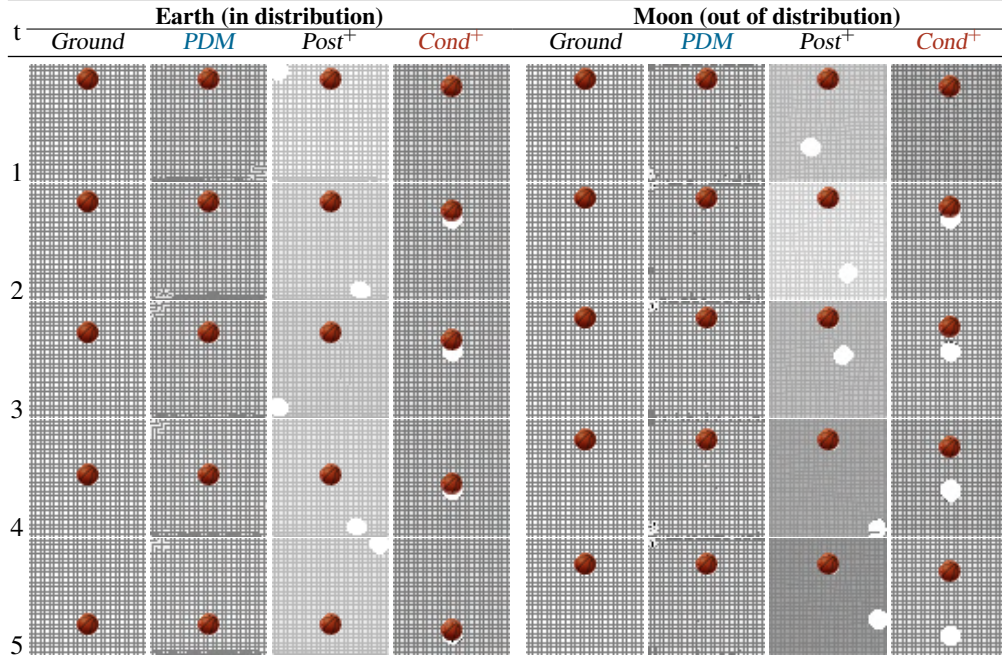 Earth (in distribution) Moon (out of distribution)
t Ground PDM Post+ Cond+ Ground PDM Post+ Cond+
1
2
3
4
5